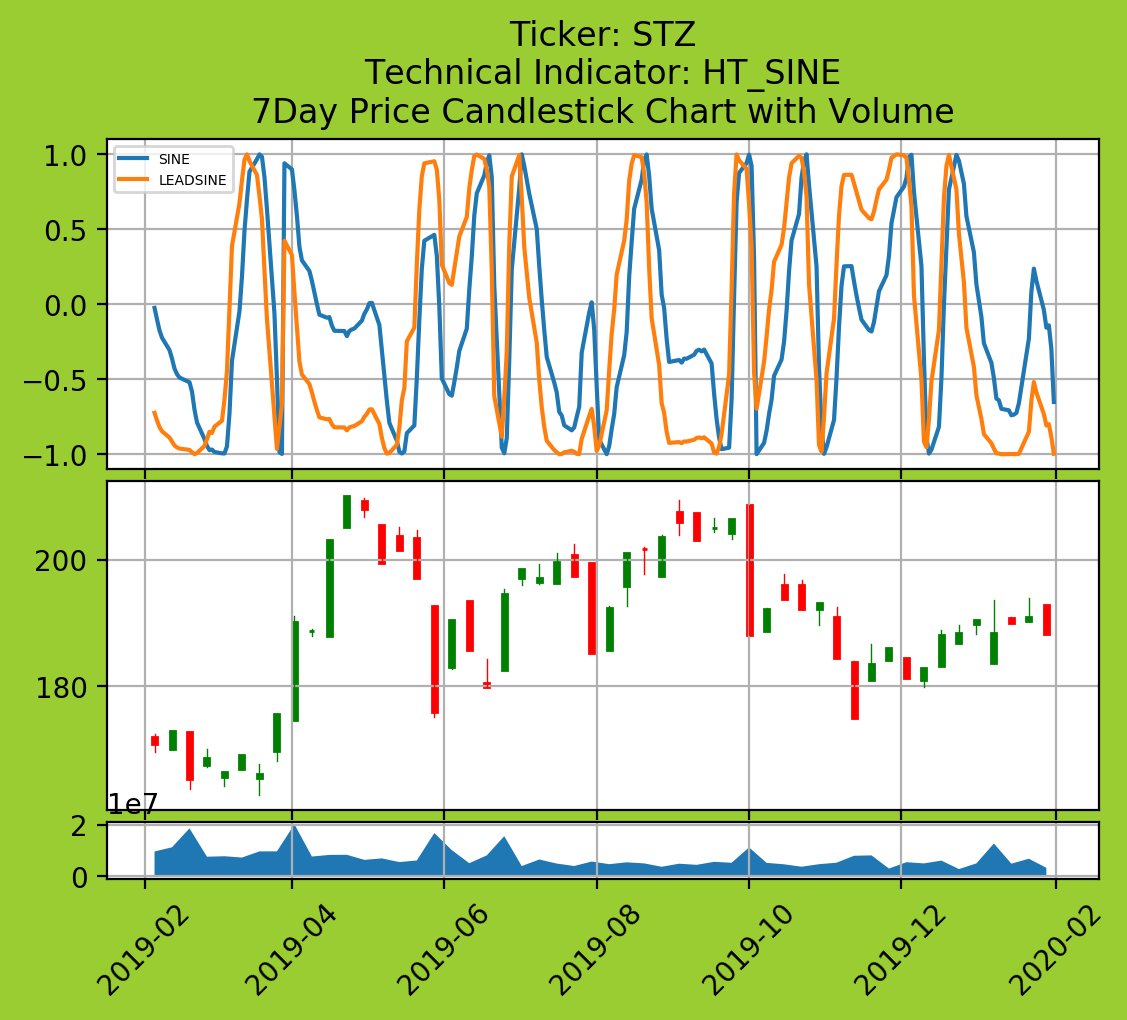 Ticker: STZ
Technical Indicator: HT_SINE
7Day Price Candlestick Chart with Volume
1.0
0.5
0.0
−0.5
−1.0
SINE
LEADSINE
200
180
1e7
2
0
2019-02
2019-04
2019-06
2019-08
2019-10
2019-12
2020-02